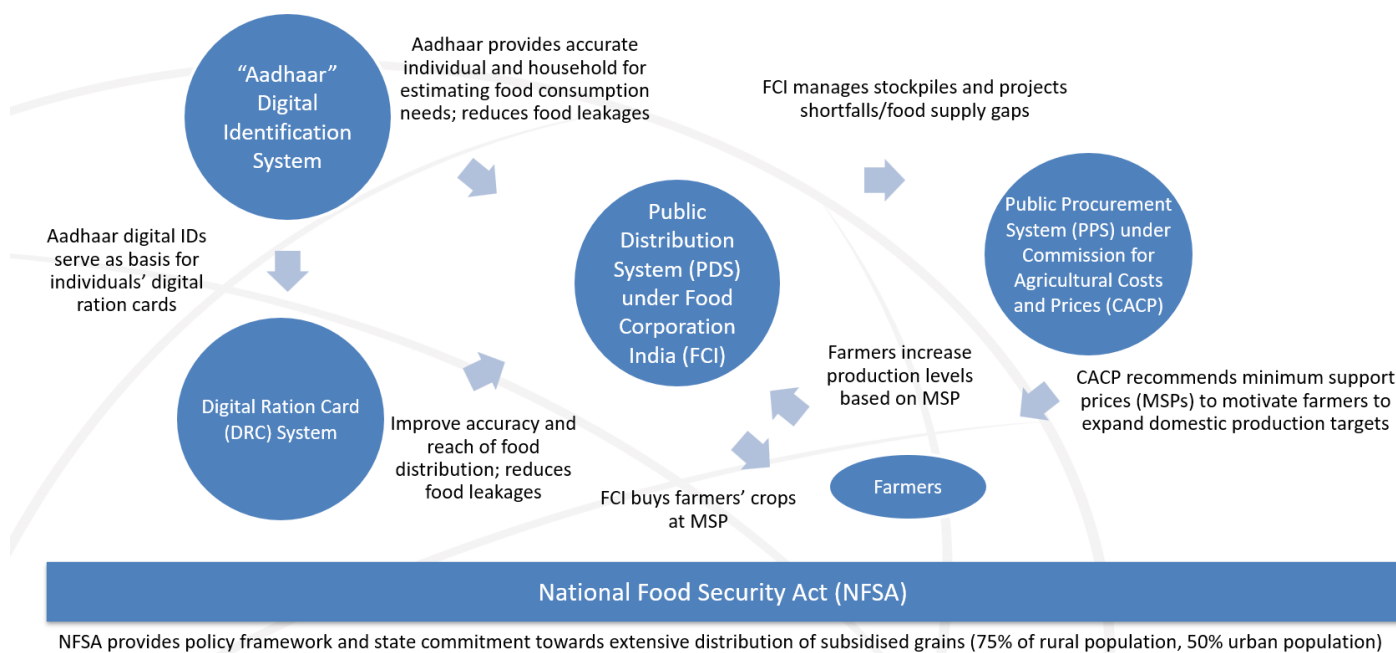 “Aadhaar”
Digital
Identification
System
Aadhaar provides accurate
individual and household for
estimating food consumption
needs; reduces food leakages
FCI manages stockpiles and projects
shortfalls/food supply gaps
Aadhaar digital IDs
serve as basis for
individuals’ digital
ration cards
Public
Distribution
System (PDS)
under Food
Corporation
India (FCI)
Public Procurement
System (PPS) under
Commission for
Agricultural Costs
and Prices (CACP)
Digital Ration Card
(DRC) System
Improve accuracy and
reach of food
distribution; reduces
food leakages
Farmers increase
production levels
based on MSP
CACP recommends minimum support
prices (MSPs) to motivate farmers to
expand domestic production targets
FCI buys farmers’ crops
at MSP
Farmers
National Food Security Act (NFSA)
NFSA provides policy framework and state commitment towards extensive distribution of subsidised grains (75% of rural population, 50% urban population)